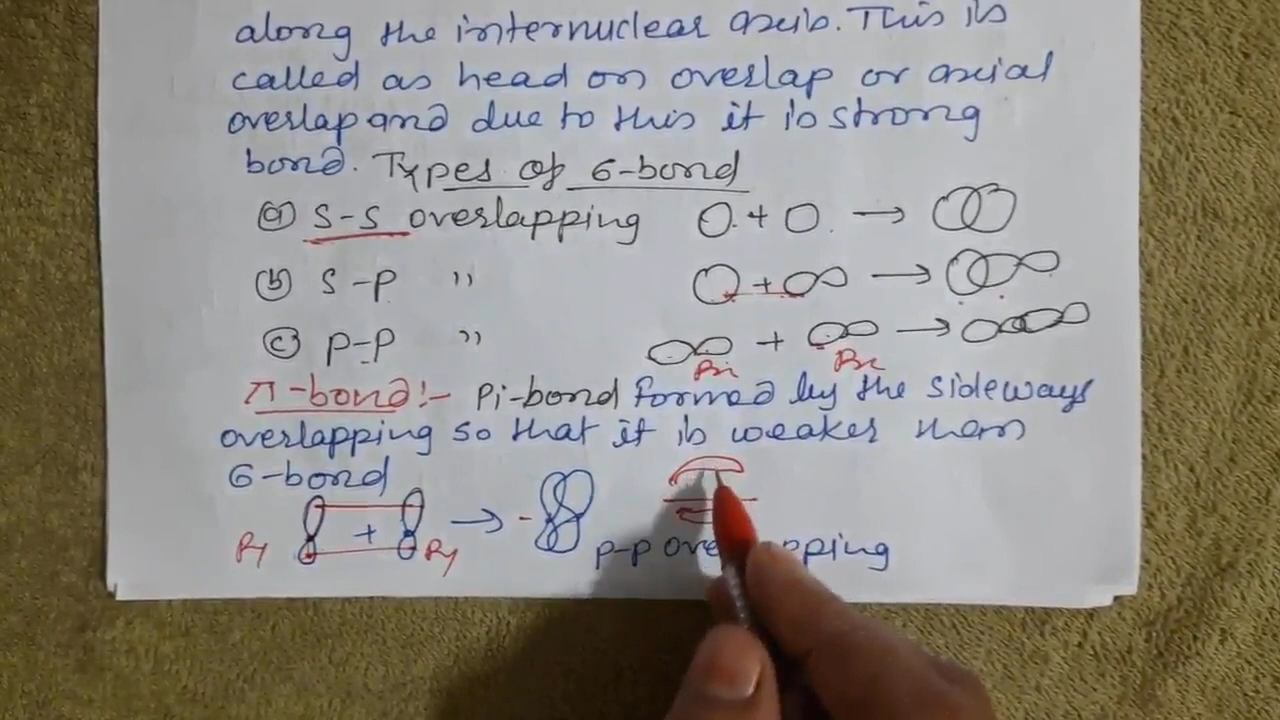 along the internuclear axis. This is
called as head on overlap or axial
overlap and due to this it is strong
bond. Types of 6-bond
(a) S-S overlapping O + O →
(b) S-P "
(c) P-P "
π-bond:- Pi-bond formed by the sideways
overlapping so that it is weaker than
6-bond
Py + Py → P-P overlapping